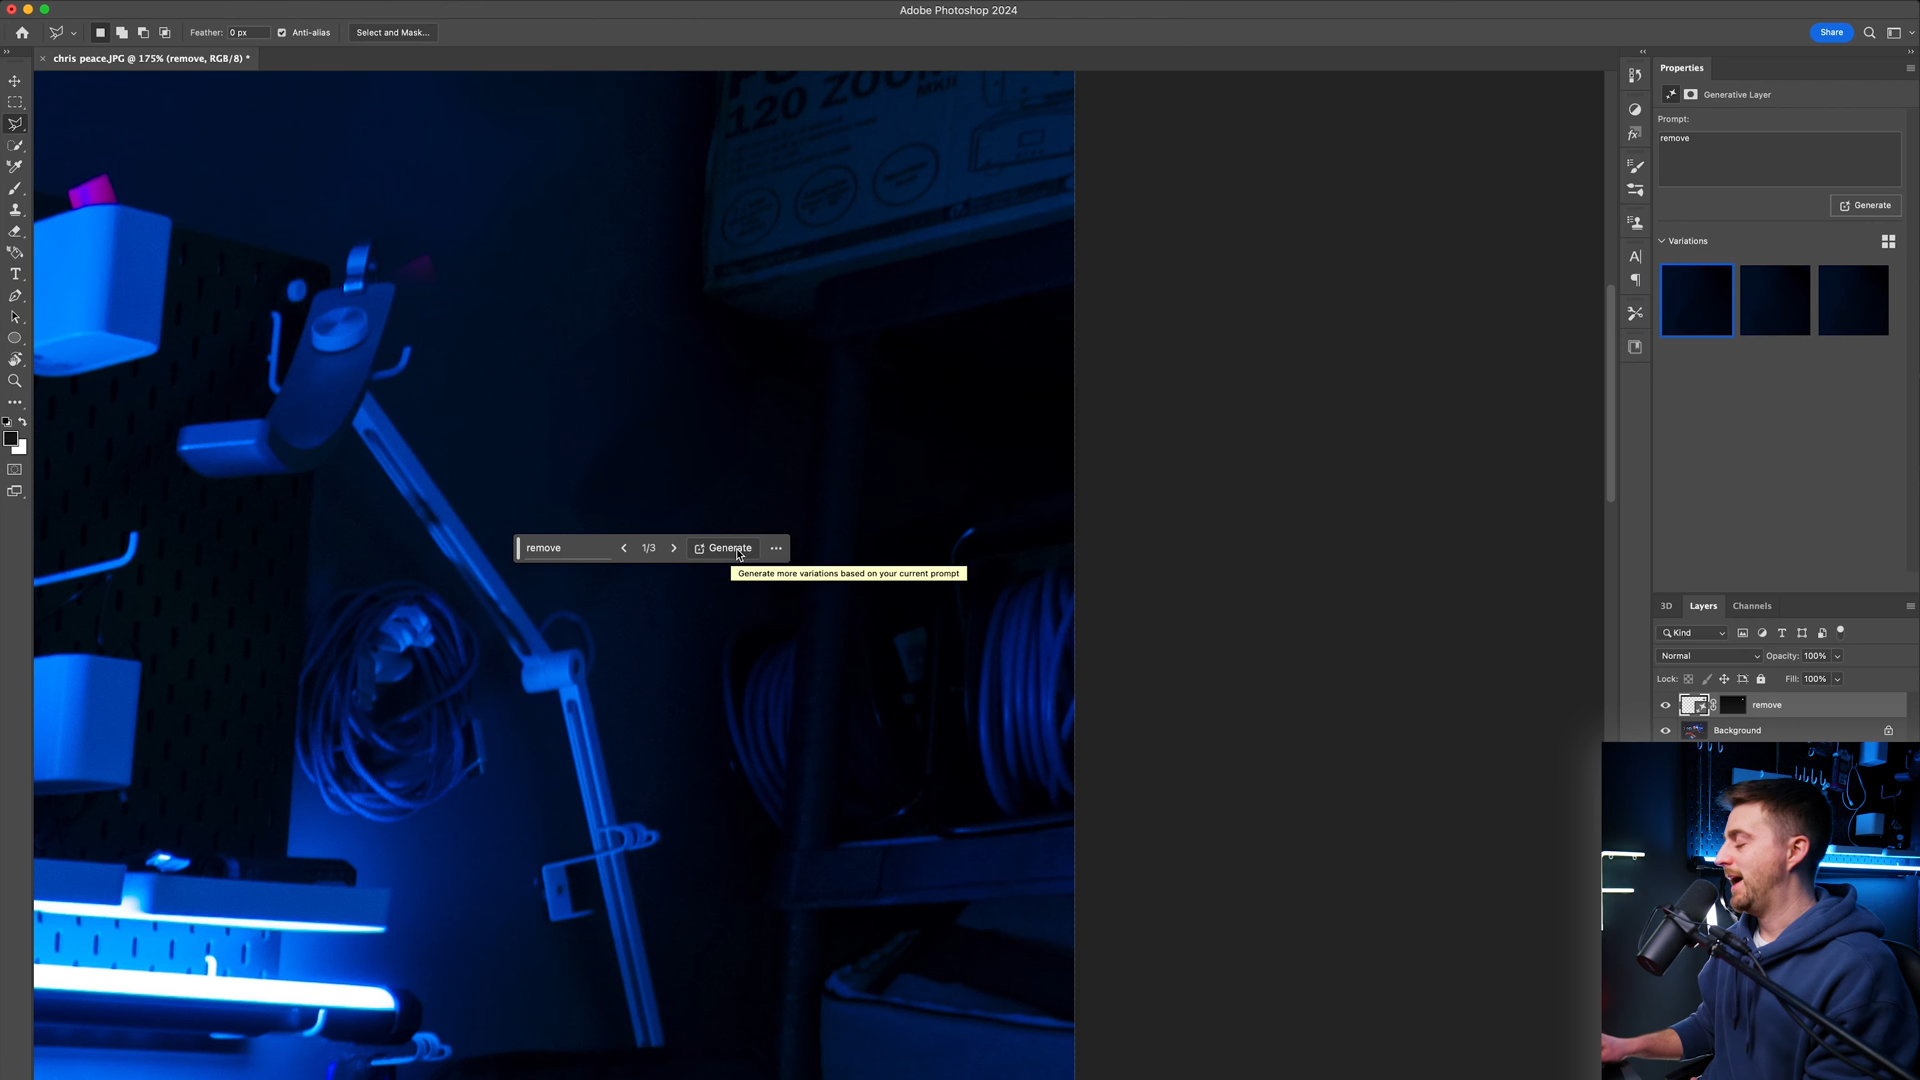 Adobe Photoshop 2024
Feather: 0 px Anti-alias Select and Mask... Share
× chris peace.JPG @ 175% (remove, RGB/8) *
120 ZOOM
MKII
remove 1/3 Generate
Generate more variations based on your current prompt
Properties
Generative Layer
Prompt:
remove
Generate
Variations
3D Layers Channels
Kind
Normal Opacity: 100%
Lock: Fill: 100%
remove
Background